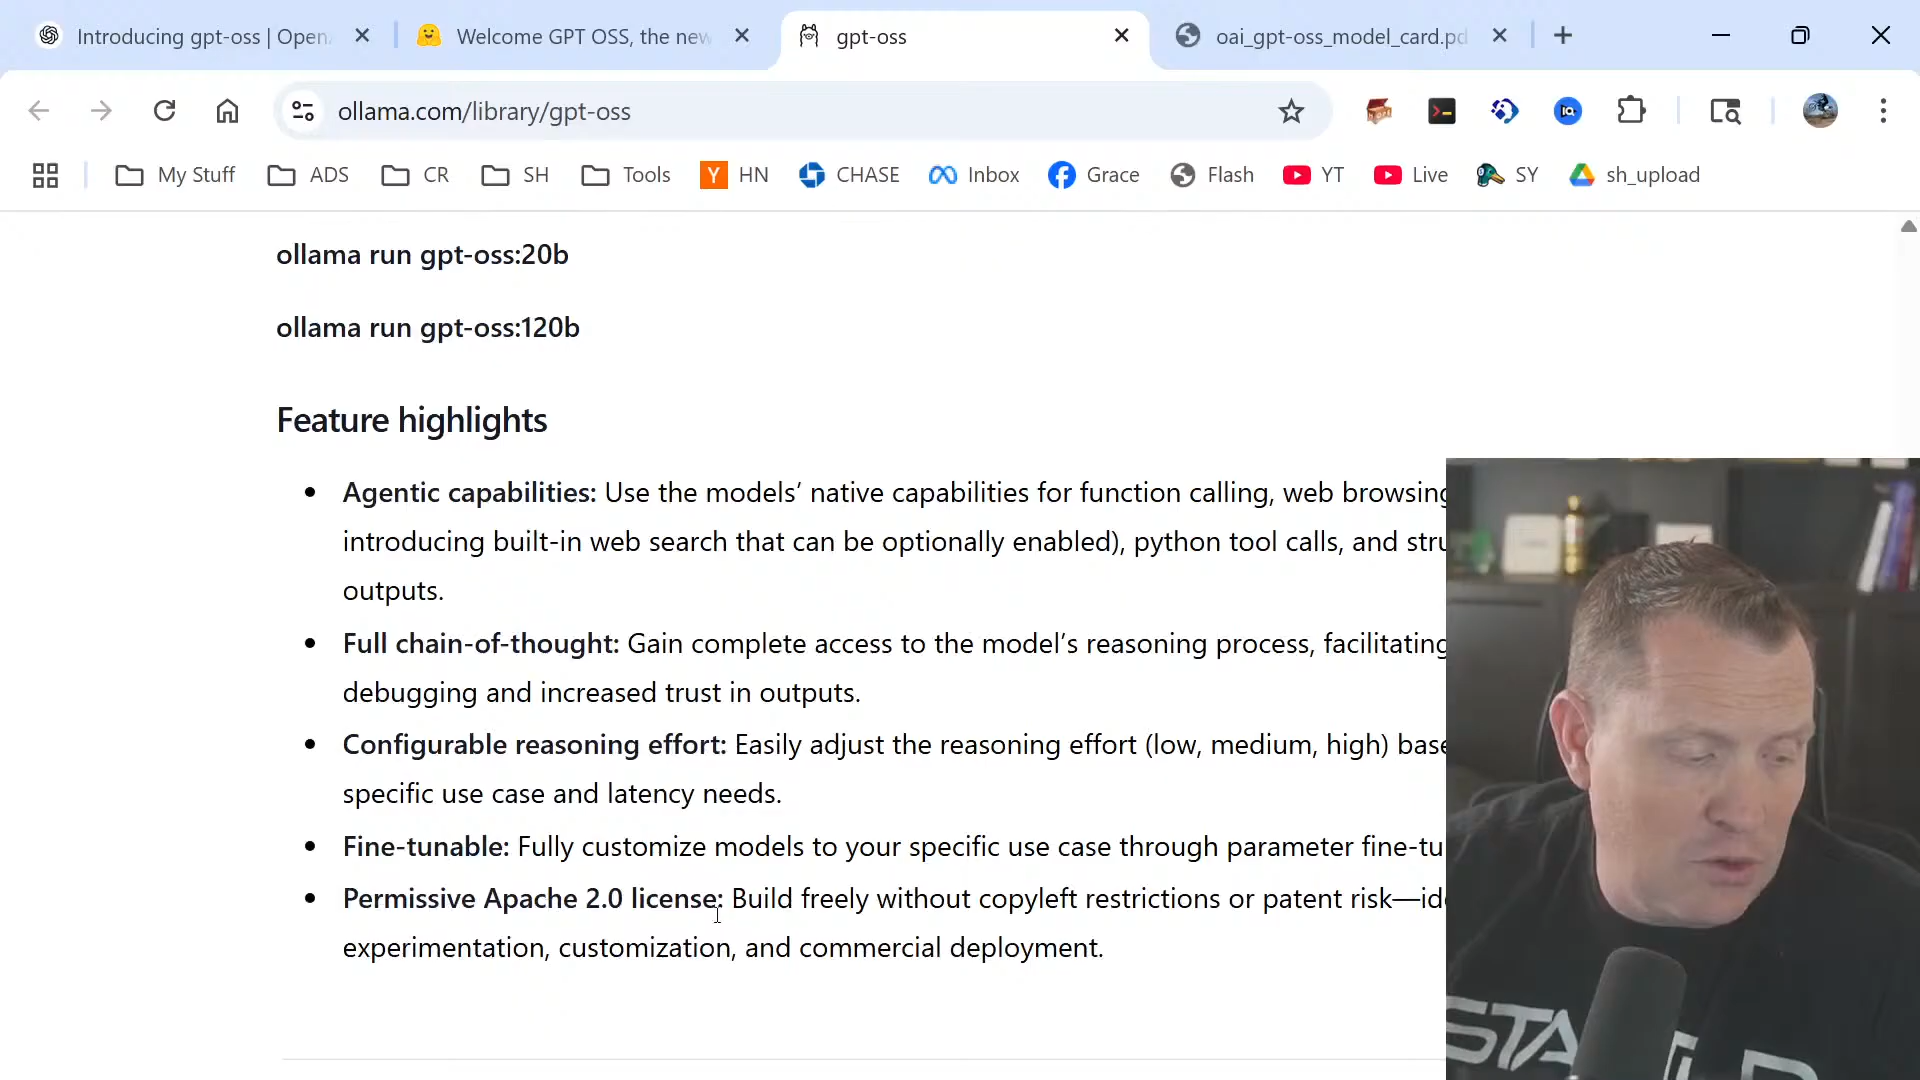 Introducing gpt-oss | Open
Welcome GPT OSS, the new
gpt-oss
oai_gpt-oss_model_card.pd
ollama.com/library/gpt-oss
My Stuff
ADS
CR
SH
Tools
Y HN
CHASE
Inbox
Grace
Flash
YT
Live
SY
sh_upload
ollama run gpt-oss:20b
ollama run gpt-oss:120b
Feature highlights
Agentic capabilities: Use the models’ native capabilities for function calling, web browsing
introducing built-in web search that can be optionally enabled), python tool calls, and stru
outputs.
Full chain-of-thought: Gain complete access to the model’s reasoning process, facilitating
debugging and increased trust in outputs.
Configurable reasoning effort: Easily adjust the reasoning effort (low, medium, high) base
specific use case and latency needs.
Fine-tunable: Fully customize models to your specific use case through parameter fine-tu
Permissive Apache 2.0 license: Build freely without copyleft restrictions or patent risk—ide
experimentation, customization, and commercial deployment.